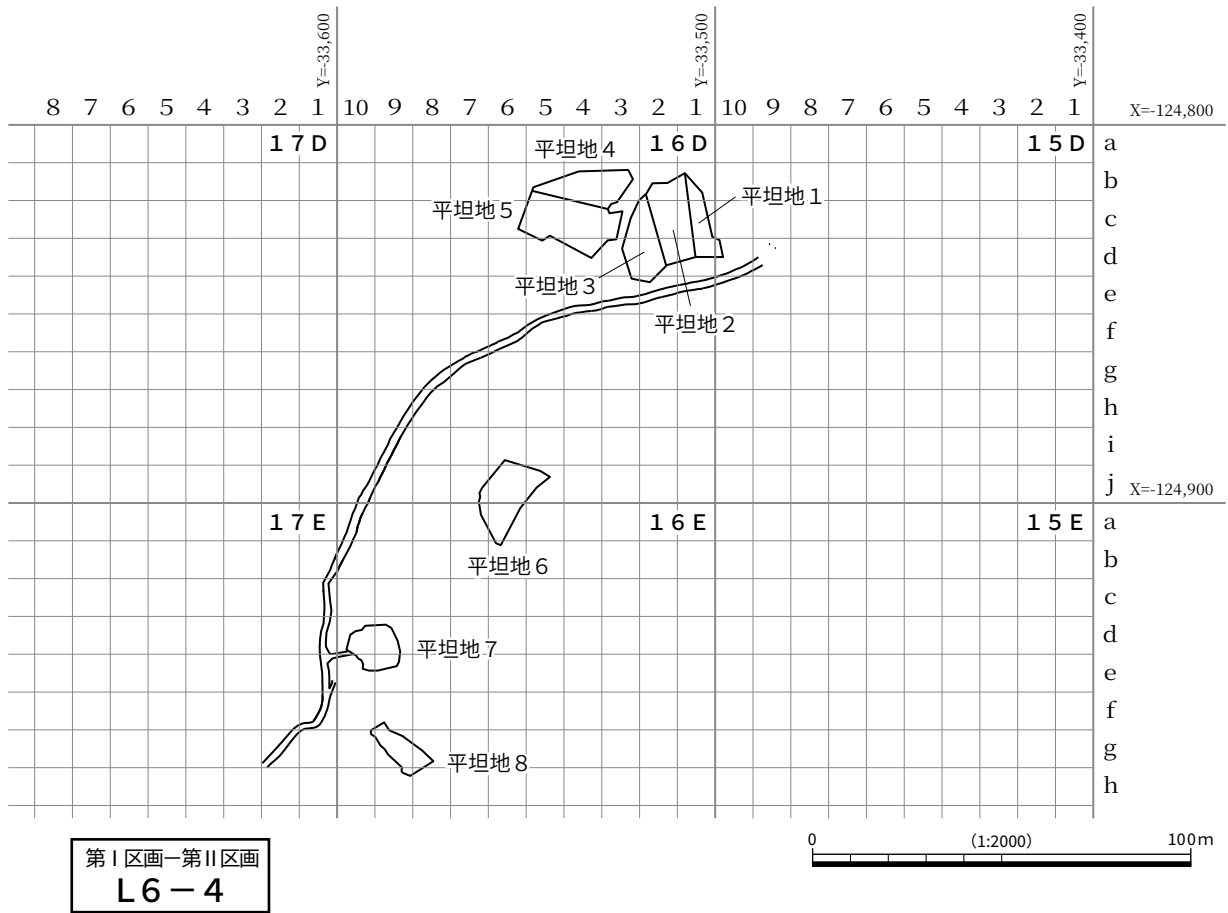 Y=-33,600
Y=-33,500
Y=-33,400
8 7 6 5 4 3 2 1 10 9 8 7 6 5 4 3 2 1 10 9 8 7 6 5 4 3 2 1
X=-124,800
17D
16D
15D
a
平坦地4
b
平坦地1
平坦地5
c
d
平坦地3
e
平坦地2
f
g
h
i
j
X=-124,900
17E
16E
15E
a
b
平坦地6
c
d
平坦地7
e
f
g
平坦地8
h
第Ⅰ区画－第Ⅱ区画
L6－4
0
(1:2000)
100m